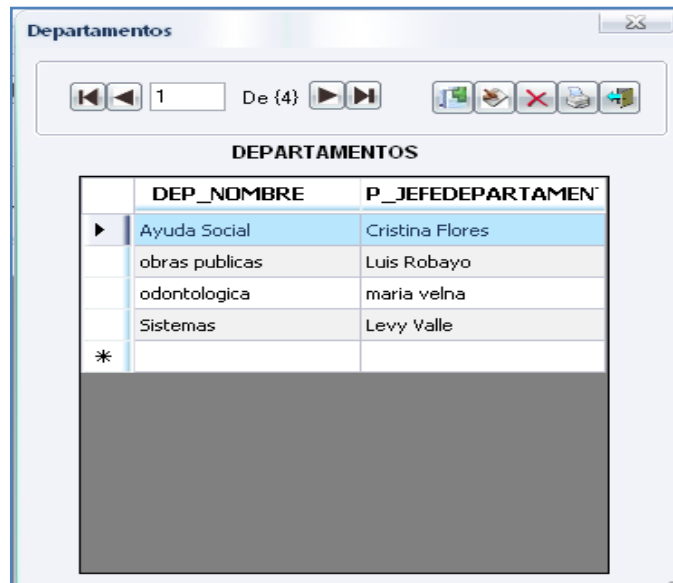 Departamentos
1 De {4}
DEPARTAMENTOS
DEP_NOMBRE P_JEFEDEPARTAMEN
Ayuda Social Cristina Flores
obras publicas Luis Robayo
odontologica maria velna
Sistemas Levy Valle